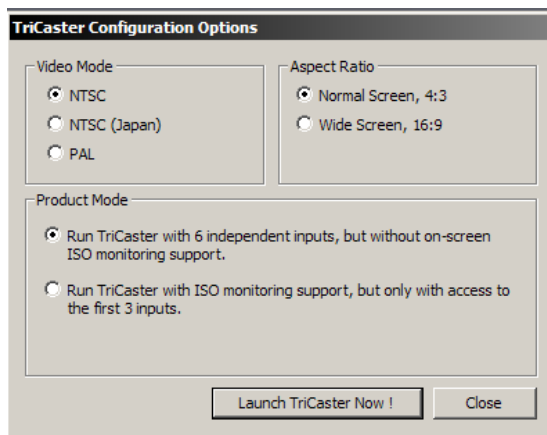 TriCaster Configuration Options
Video Mode
NTSC
NTSC (Japan)
PAL
Aspect Ratio
Normal Screen, 4:3
Wide Screen, 16:9
Product Mode
Run TriCaster with 6 independent inputs, but without on-screen
ISO monitoring support.
Run TriCaster with ISO monitoring support, but only with access to
the first 3 inputs.
Launch TriCaster Now !
Close